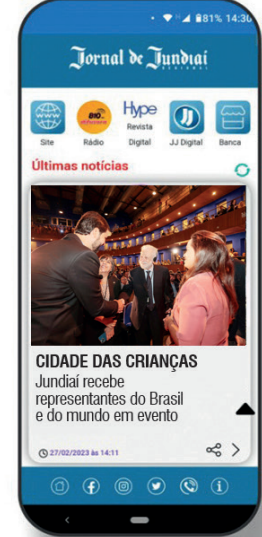 81% 14:30
Jornal de Jundiaí
REGIONAL
Hype
Site
Rádio
Revista Digital
JJ Digital
Banca
Últimas notícias
CIDADE DAS CRIANÇAS
Jundiaí recebe
representantes do Brasil
e do mundo em evento
27/02/2023 às 14:11